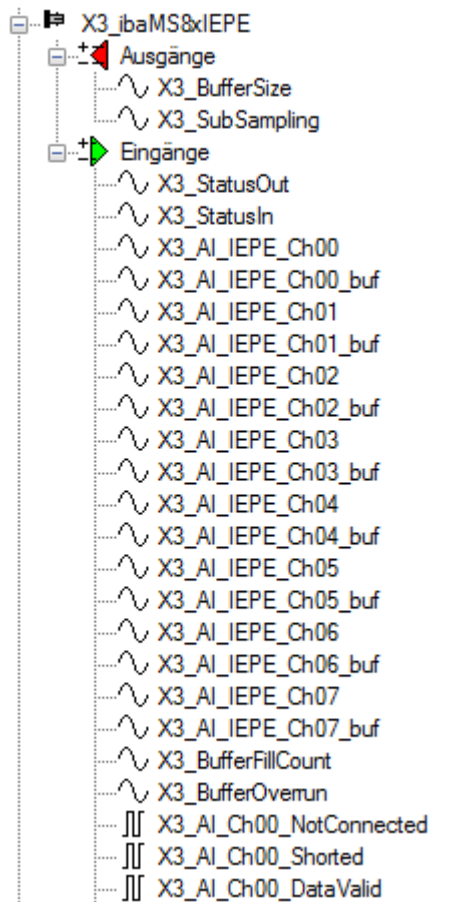 X3_ibaMS8xIEPE
Ausgänge
X3_BufferSize
X3_SubSampling
Eingänge
X3_StatusOut
X3_StatusIn
X3_AI_IEPE_Ch00
X3_AI_IEPE_Ch00_buf
X3_AI_IEPE_Ch01
X3_AI_IEPE_Ch01_buf
X3_AI_IEPE_Ch02
X3_AI_IEPE_Ch02_buf
X3_AI_IEPE_Ch03
X3_AI_IEPE_Ch03_buf
X3_AI_IEPE_Ch04
X3_AI_IEPE_Ch04_buf
X3_AI_IEPE_Ch05
X3_AI_IEPE_Ch05_buf
X3_AI_IEPE_Ch06
X3_AI_IEPE_Ch06_buf
X3_AI_IEPE_Ch07
X3_AI_IEPE_Ch07_buf
X3_BufferFillCount
X3_BufferOverrun
X3_AI_Ch00_NotConnected
X3_AI_Ch00_Shorted
X3_AI_Ch00_DataValid